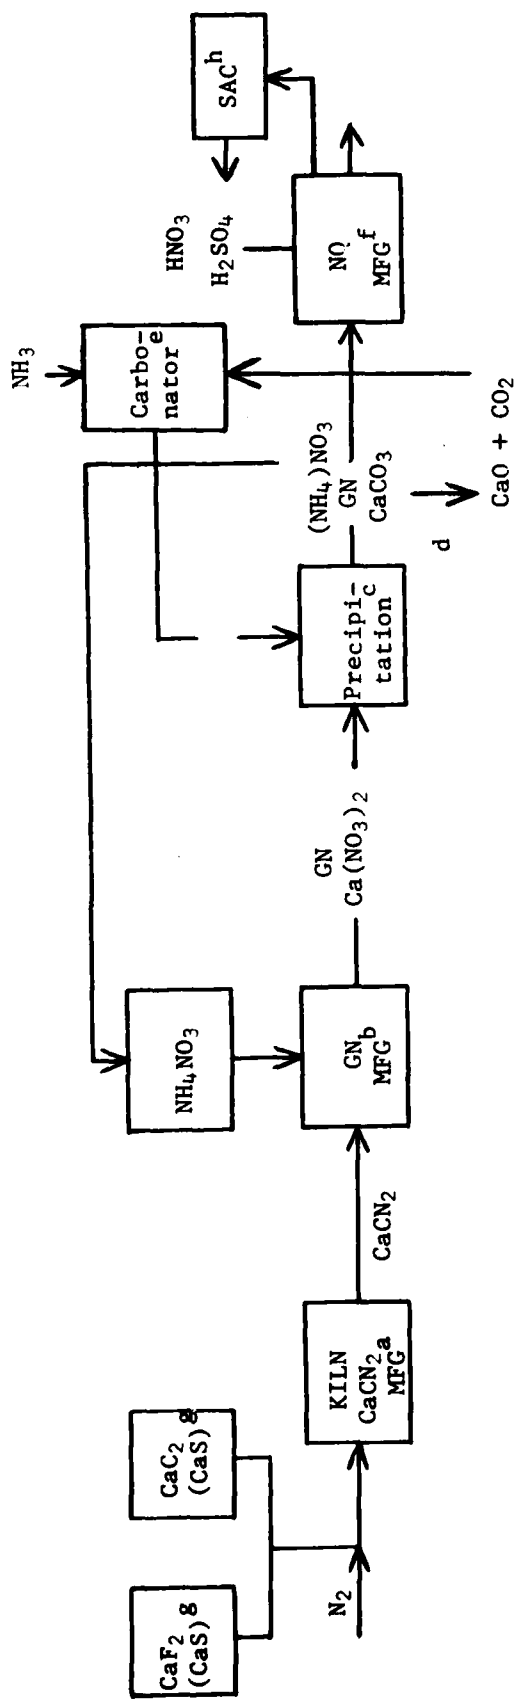 CaF2 g
(CaS)
CaC2 g
(CaS)
N2
KILN
CaCN2 a
MFG
CaCN2
NH4NO3
GN b
MFG
GN
Ca(NO3)2
Precipi- c
tation
NH3
Carbo- e
nator
(NH4)NO3
GN
CaCO3
d
CaO + CO2
HNO3
H2SO4
NQ
MFG f
SAC h